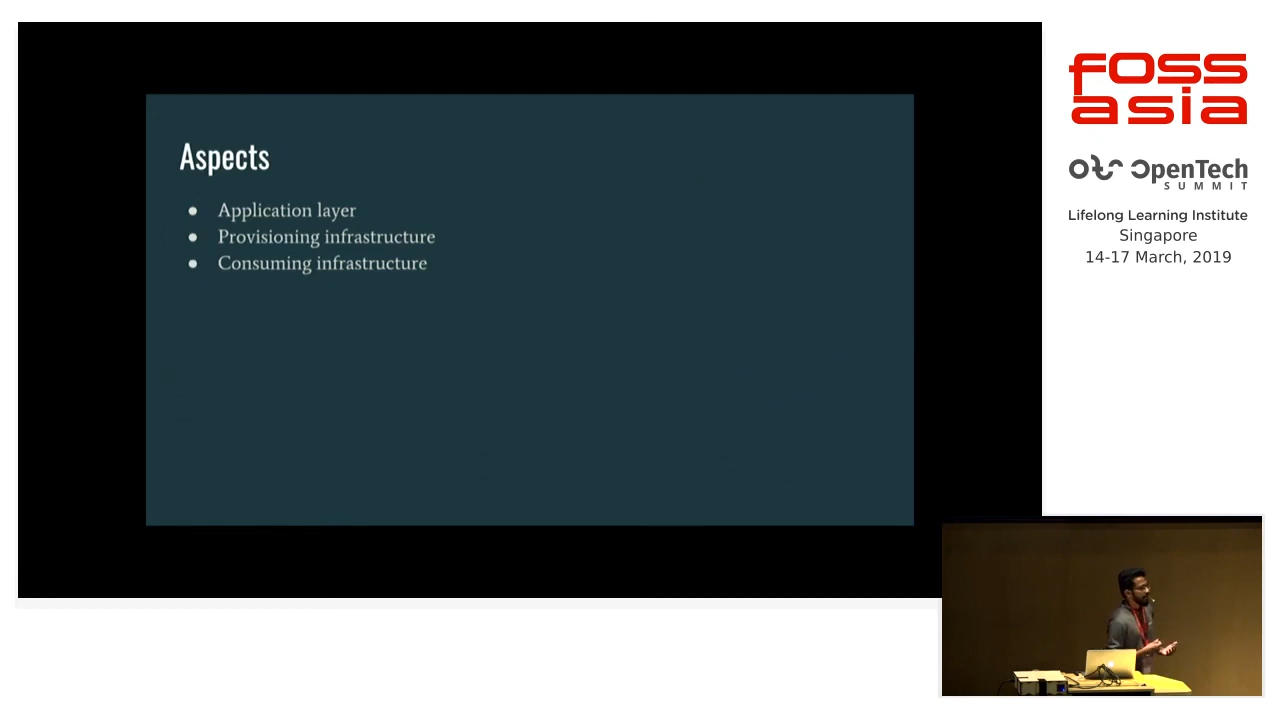 Aspects
● Application layer
● Provisioning infrastructure
● Consuming infrastructure
fOSS
asia
OpenTech
SUMMIT
Lifelong Learning Institute
Singapore
14-17 March, 2019